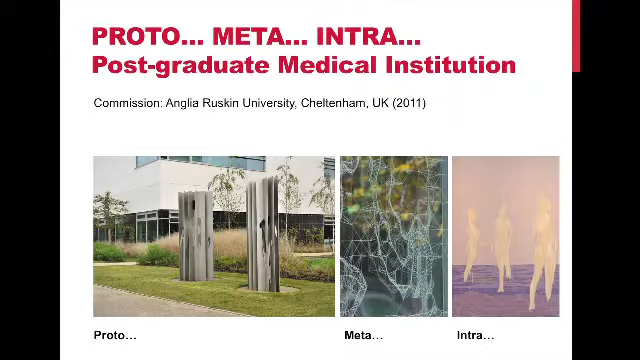 PROTO... META... INTRA...
Post-graduate Medical Institution
Commission: Anglia Ruskin University, Cheltenham, UK (2011)
Proto...
Meta...
Intra...